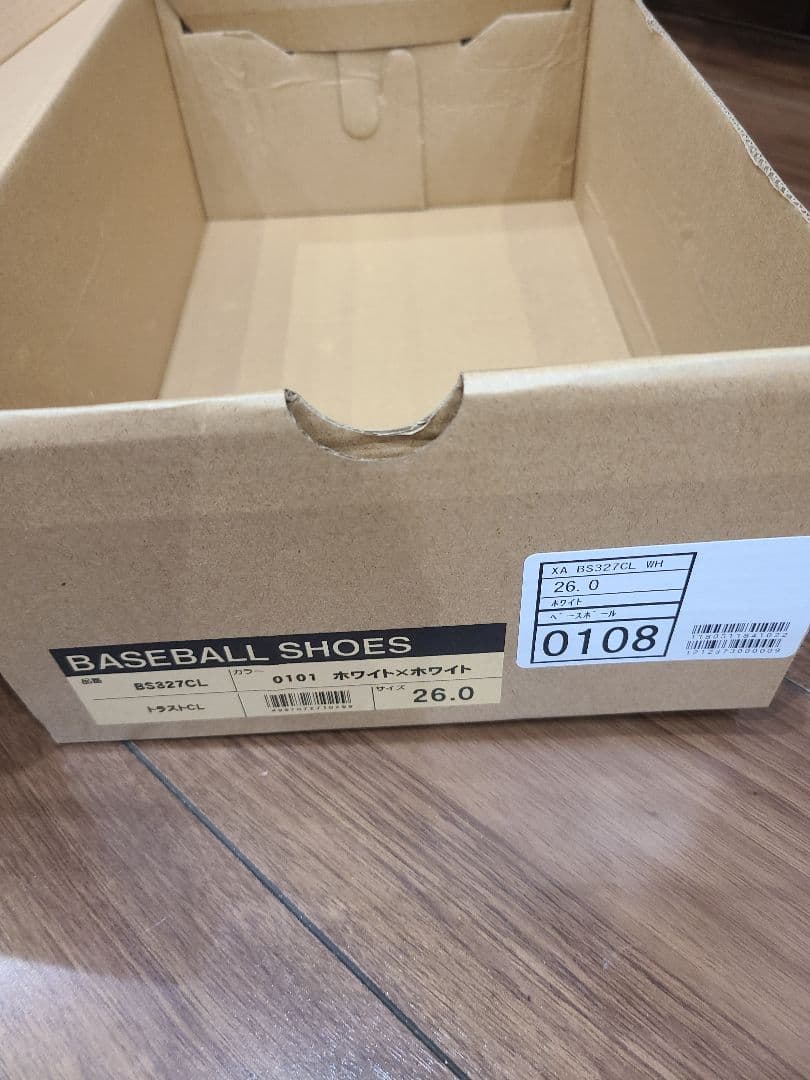 XA BS327CL WH
26.0
ホワイト
ベースボール
0108
1180311841022
1212373000009
BASEBALL SHOES
品番 BS327CL カラー 0101 ホワイト×ホワイト
トラストCL サイズ 26.0